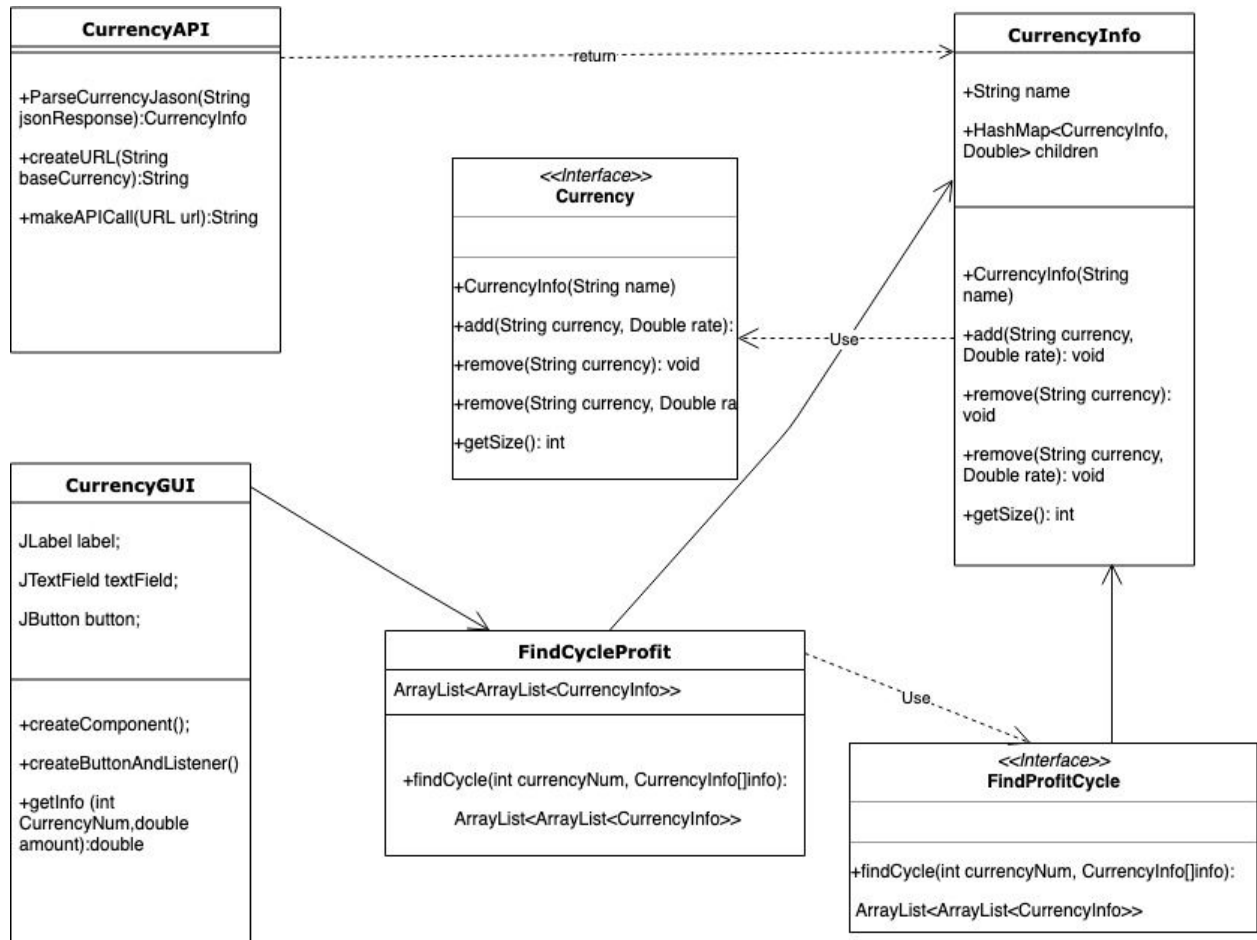 CurrencyAPI
+ParseCurrencyJason(String
jsonResponse):CurrencyInfo
+createURL(String
baseCurrency):String
+makeAPICall(URL url):String
return
CurrencyInfo
+String name
+HashMap<CurrencyInfo,
Double> children
+CurrencyInfo(String
name)
+add(String currency,
Double rate): void
+remove(String currency):
void
+remove(String currency,
Double rate): void
+getSize(): int
<<Interface>>
Currency
+CurrencyInfo(String name)
+add(String currency, Double rate):
+remove(String currency): void
+remove(String currency, Double ra
+getSize(): int
Use
CurrencyGUI
JLabel label;
JTextField textField;
JButton button;
+createComponent();
+createButtonAndListener()
+getInfo (int
CurrencyNum,double
amount):double
FindCycleProfit
ArrayList<ArrayList<CurrencyInfo>>
+findCycle(int currencyNum, CurrencyInfo[]info):
ArrayList<ArrayList<CurrencyInfo>>
Use
<<Interface>>
FindProfitCycle
+findCycle(int currencyNum, CurrencyInfo[]info):
ArrayList<ArrayList<CurrencyInfo>>